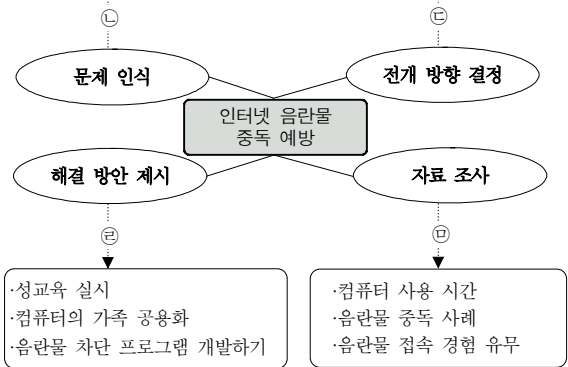 ㉡
㉢
문제 인식
전개 방향 결정
인터넷 음란물
중독 예방
해결 방안 제시
자료 조사
㉣
㉤
·성교육 실시
·컴퓨터의 가족 공용화
·음란물 차단 프로그램 개발하기
·컴퓨터 사용 시간
·음란물 중독 사례
·음란물 접속 경험 유무